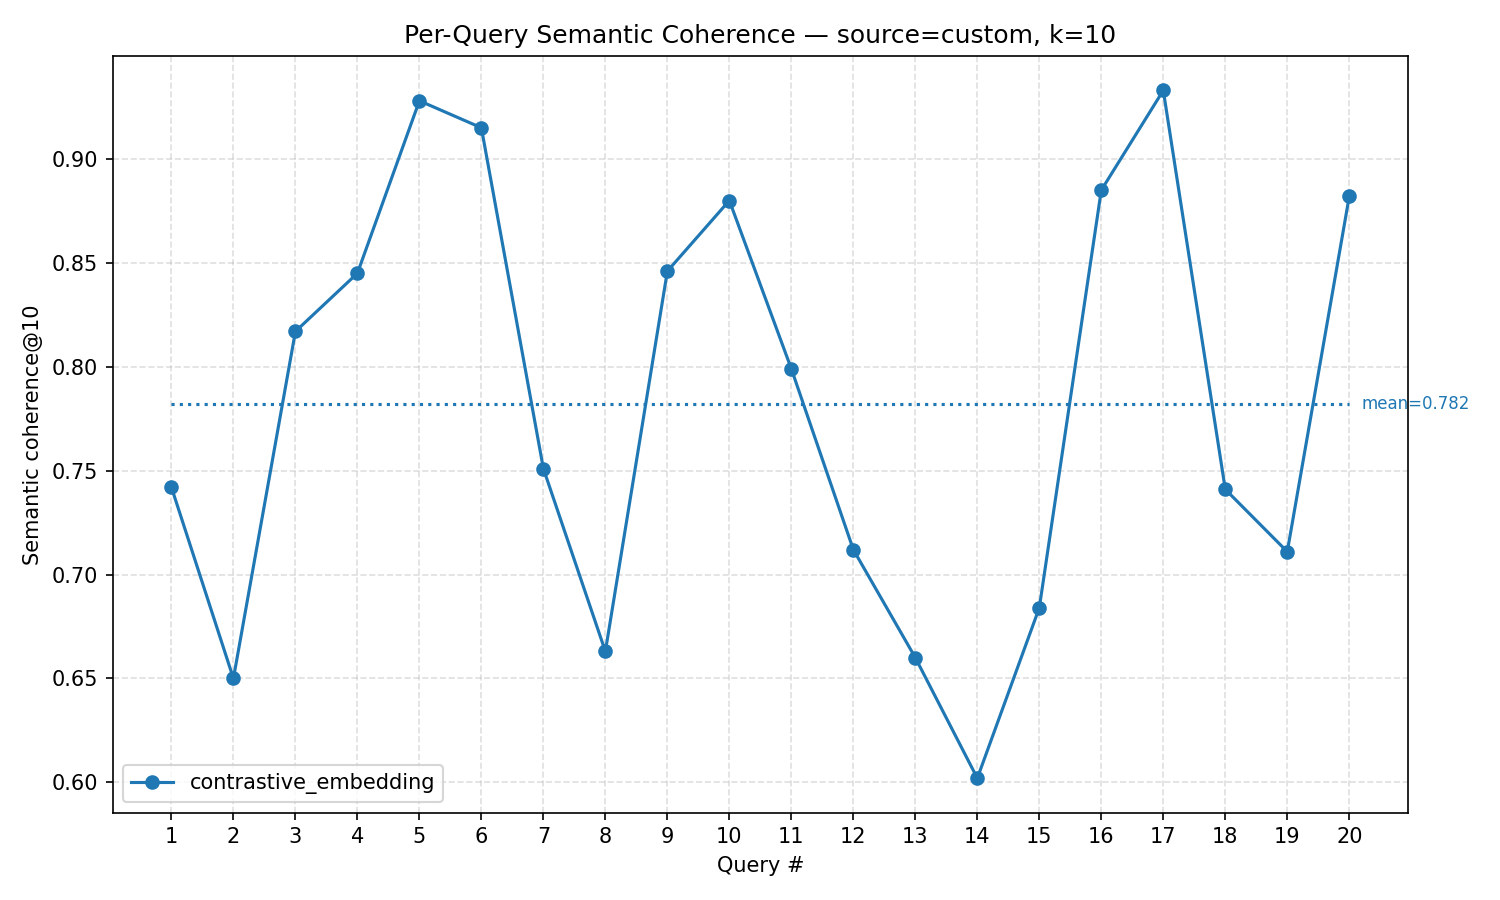 Per-Query Semantic Coherence — source=custom, k=10
Semantic coherence@10
0.90
0.85
0.80
0.75
0.70
0.65
0.60
mean=0.782
contrastive_embedding
1 2 3 4 5 6 7 8 9 10 11 12 13 14 15 16 17 18 19 20
Query #